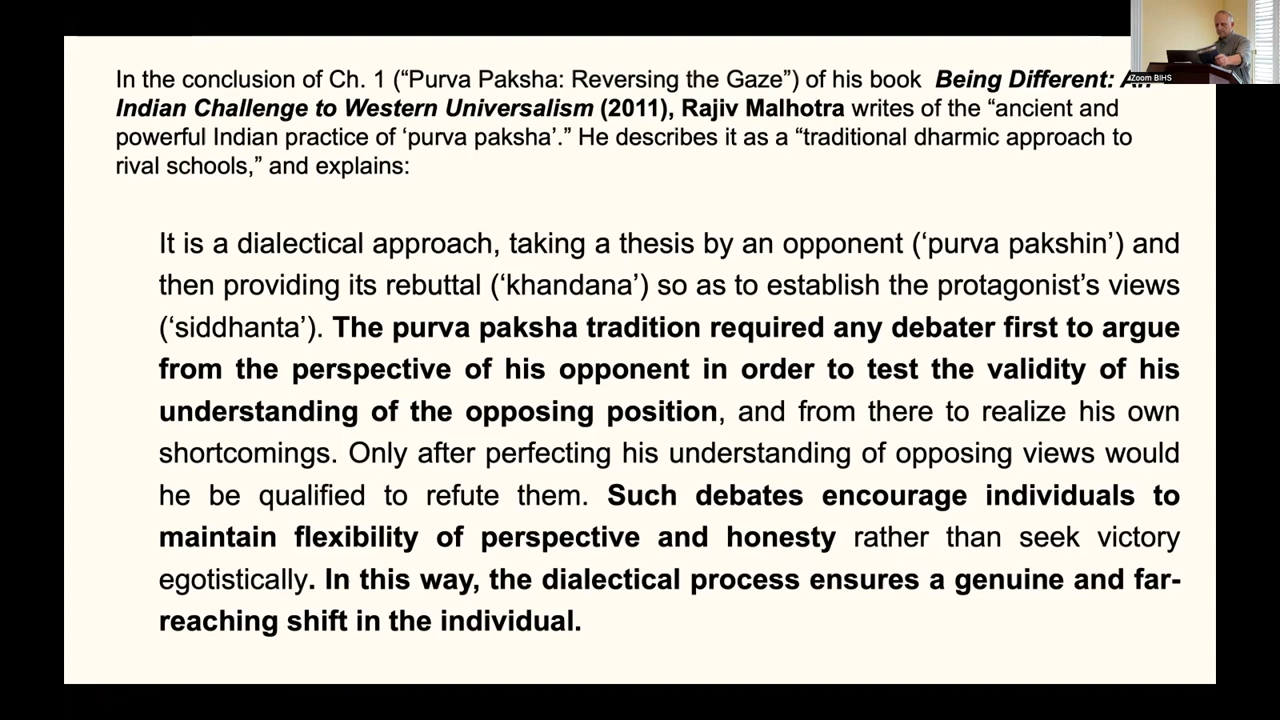 In the conclusion of Ch. 1 (“Purva Paksha: Reversing the Gaze”) of his book Being Different:
Zoom BIHS
Indian Challenge to Western Universalism (2011), Rajiv Malhotra writes of the “ancient and
powerful Indian practice of ‘purva paksha’.” He describes it as a “traditional dharmic approach to
rival schools,” and explains:
It is a dialectical approach, taking a thesis by an opponent (‘purva pakshin’) and
then providing its rebuttal (‘khandana’) so as to establish the protagonist’s views
(‘siddhanta’). The purva paksha tradition required any debater first to argue
from the perspective of his opponent in order to test the validity of his
understanding of the opposing position, and from there to realize his own
shortcomings. Only after perfecting his understanding of opposing views would
he be qualified to refute them. Such debates encourage individuals to
maintain flexibility of perspective and honesty rather than seek victory
egotistically. In this way, the dialectical process ensures a genuine and far-
reaching shift in the individual.